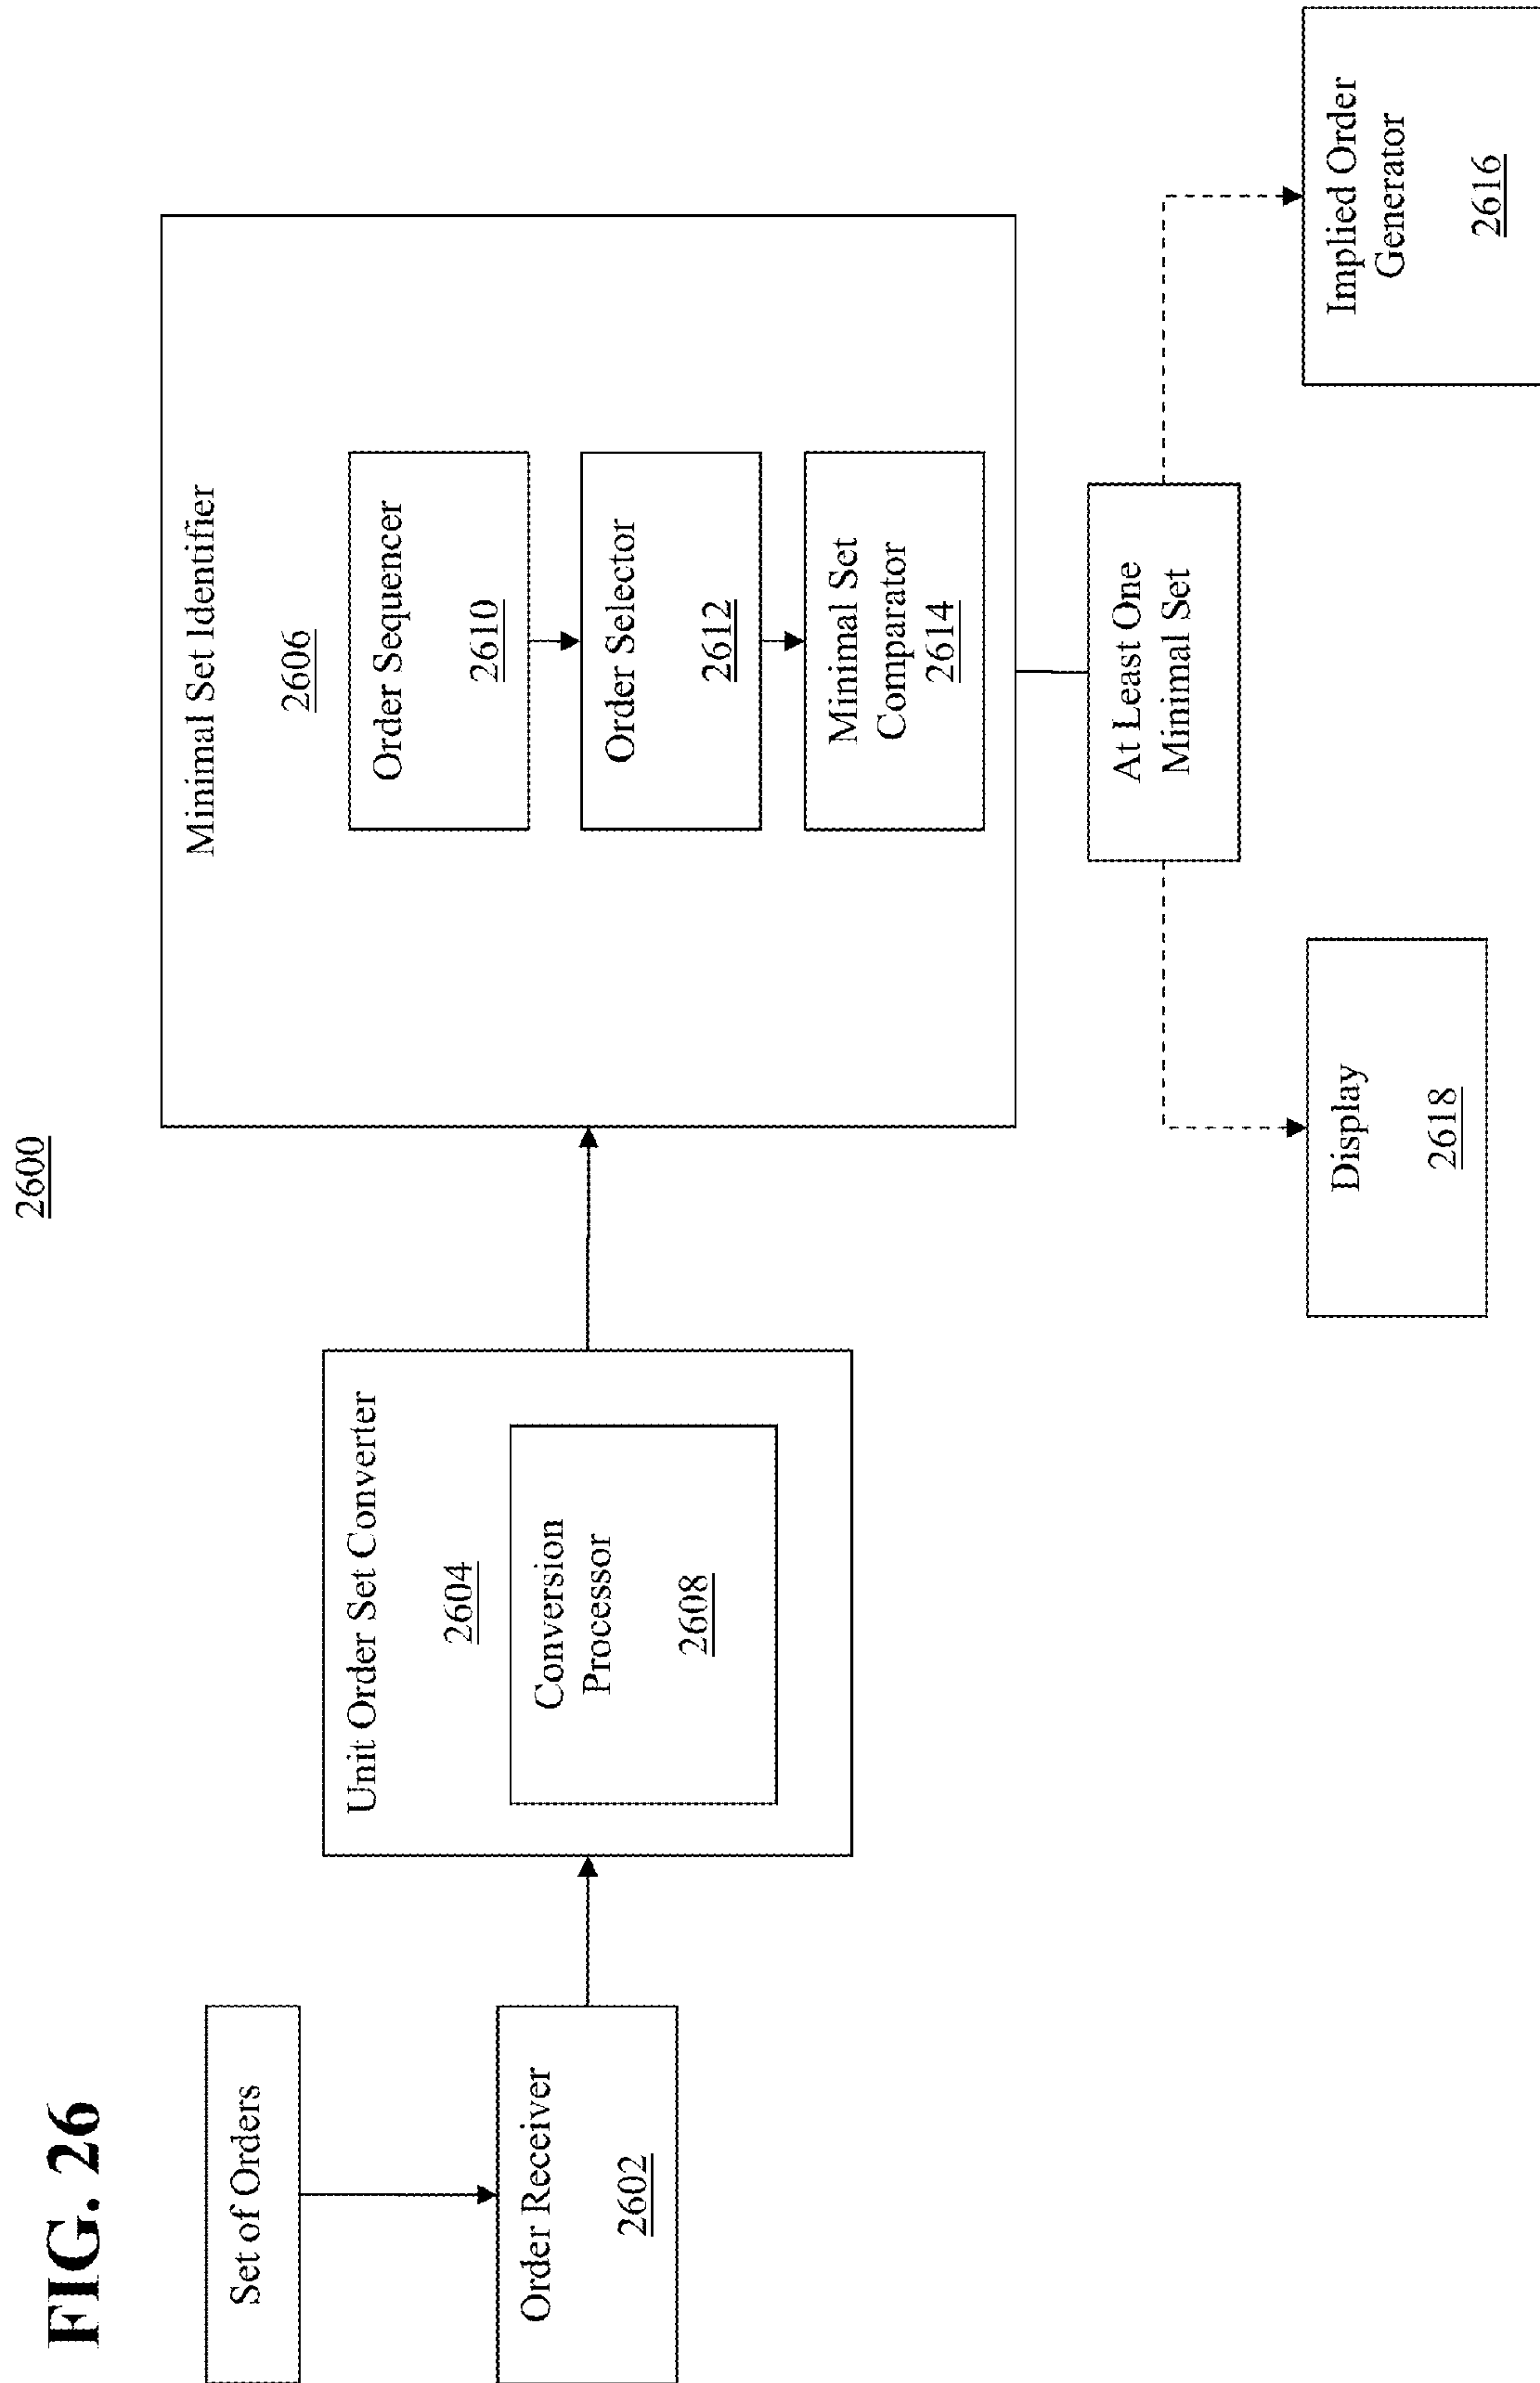 FIG. 26
2600
Set of Orders
Order Receiver
2602
Unit Order Set Converter
2604
Conversion
Processor
2608
Minimal Set Identifier
2606
Order Sequencer
2610
Order Selector
2612
Minimal Set
Comparator
2614
At Least One
Minimal Set
Display
2618
Implied Order
Generator
2616